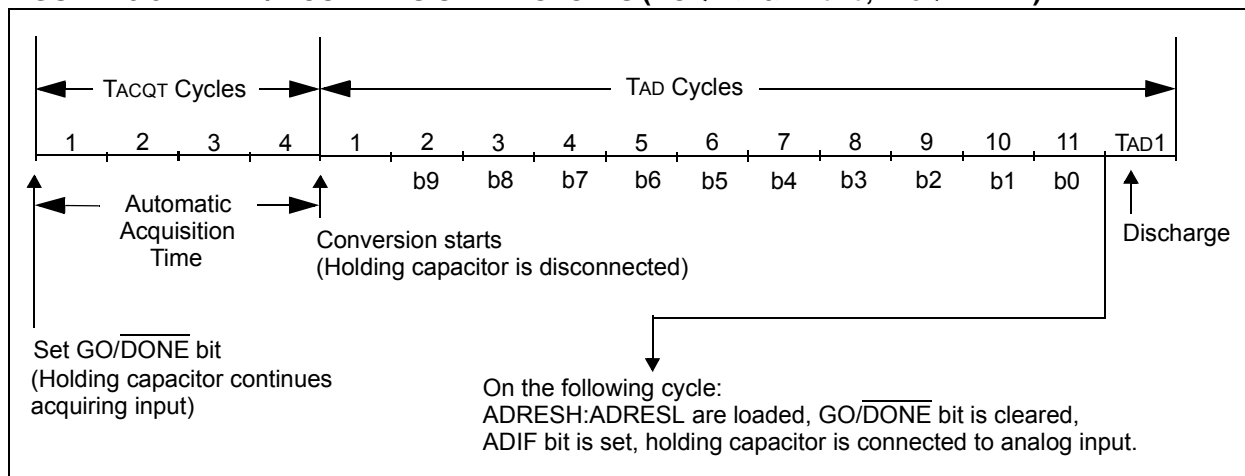 TACQT Cycles
TAD Cycles
1 2 3 4 1 2 3 4 5 6 7 8 9 10 11 TAD1
b9 b8 b7 b6 b5 b4 b3 b2 b1 b0
Automatic
Acquisition
Time
Conversion starts
(Holding capacitor is disconnected)
Discharge
Set GO/DONE bit
(Holding capacitor continues
acquiring input)
On the following cycle:
ADRESH:ADRESL are loaded, GO/DONE bit is cleared,
ADIF bit is set, holding capacitor is connected to analog input.